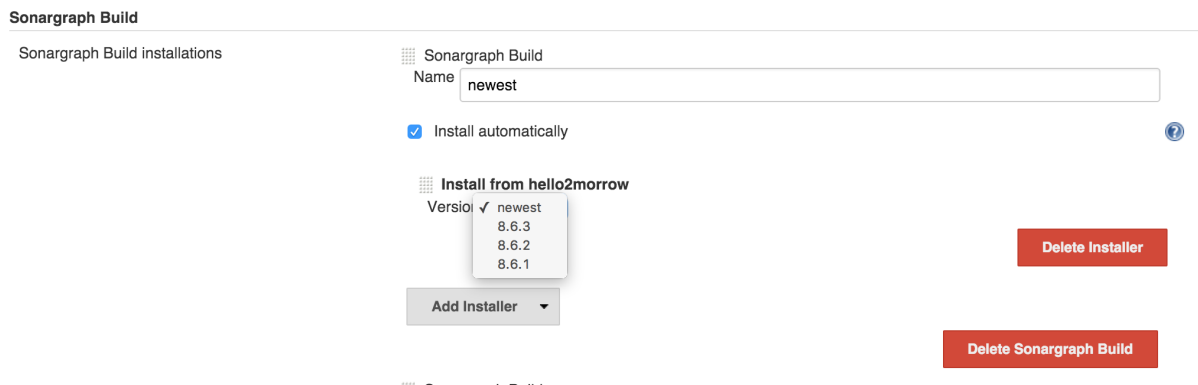 Sonargraph Build
Sonargraph Build installations
Sonargraph Build
Name
newest
Install automatically
Install from hello2morrow
✓ newest
8.6.3
8.6.2
8.6.1
Delete Installer
Add Installer
Delete Sonargraph Build